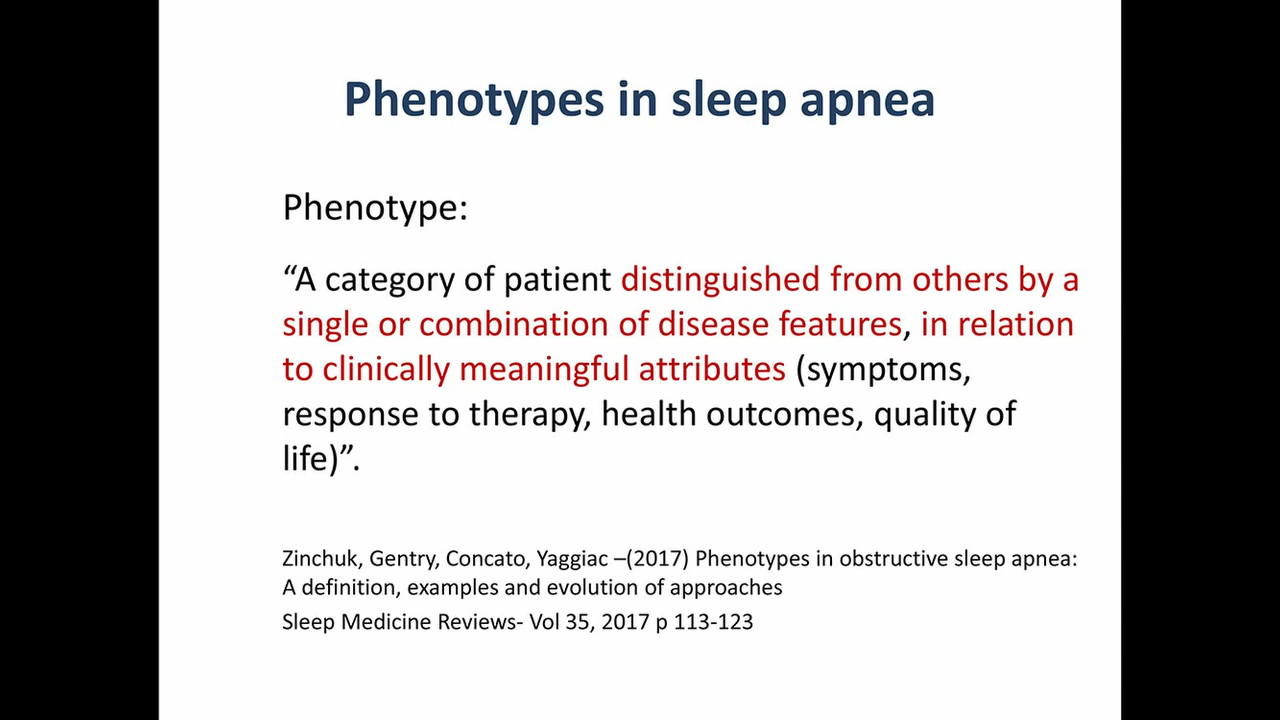 Phenotypes in sleep apnea
Phenotype:
“A category of patient distinguished from others by a
single or combination of disease features, in relation
to clinically meaningful attributes (symptoms,
response to therapy, health outcomes, quality of
life)”.
Zinchuk, Gentry, Concato, Yaggiac –(2017) Phenotypes in obstructive sleep apnea:
A definition, examples and evolution of approaches
Sleep Medicine Reviews- Vol 35, 2017 p 113-123